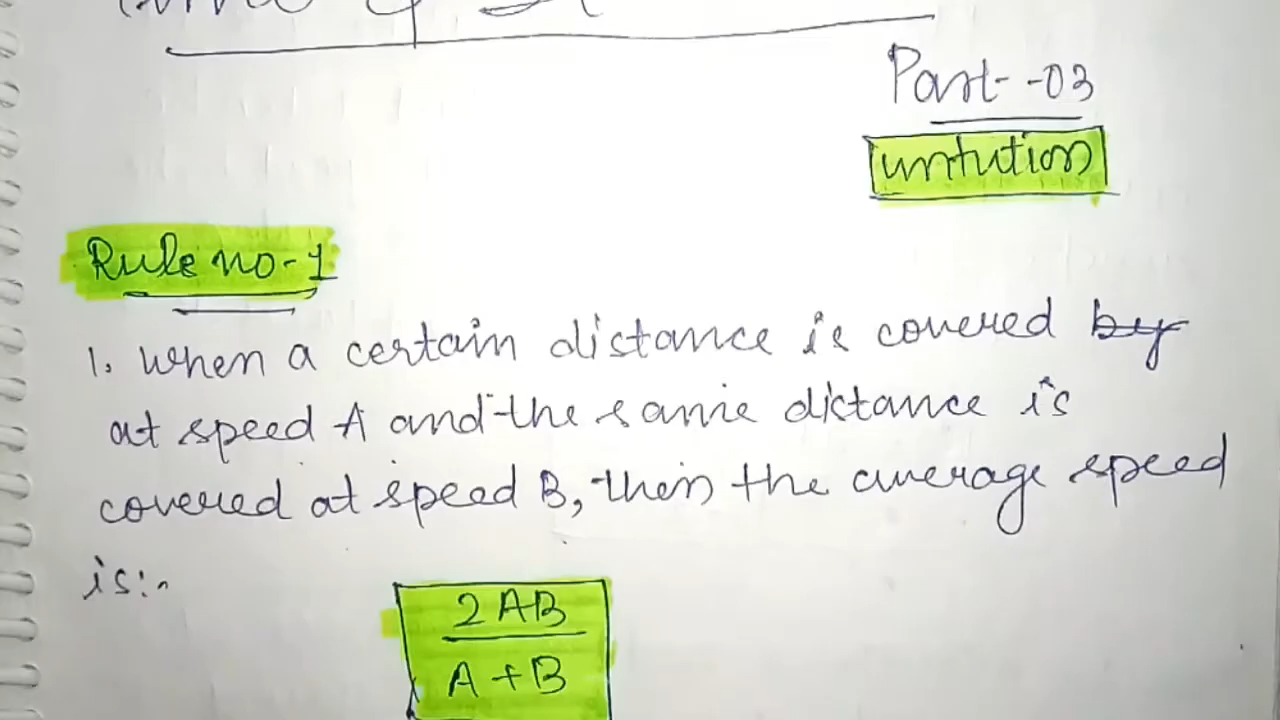 Part--03
untution
Rule no-1
1. when a certain distance is covered by
at speed A and the same distance is
covered at speed B, then the average speed
is:-
2AB
A+B